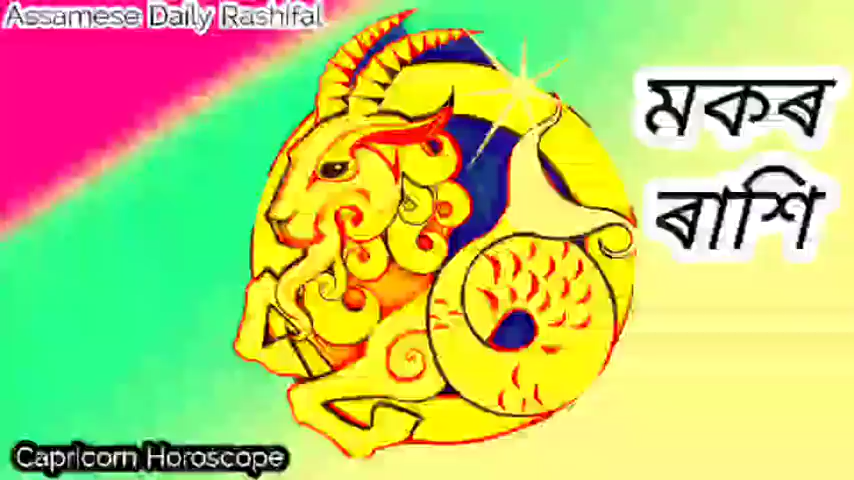 Assamese Daily Rashifal
মকৰ
ৰাশি
Capricorn Horoscope